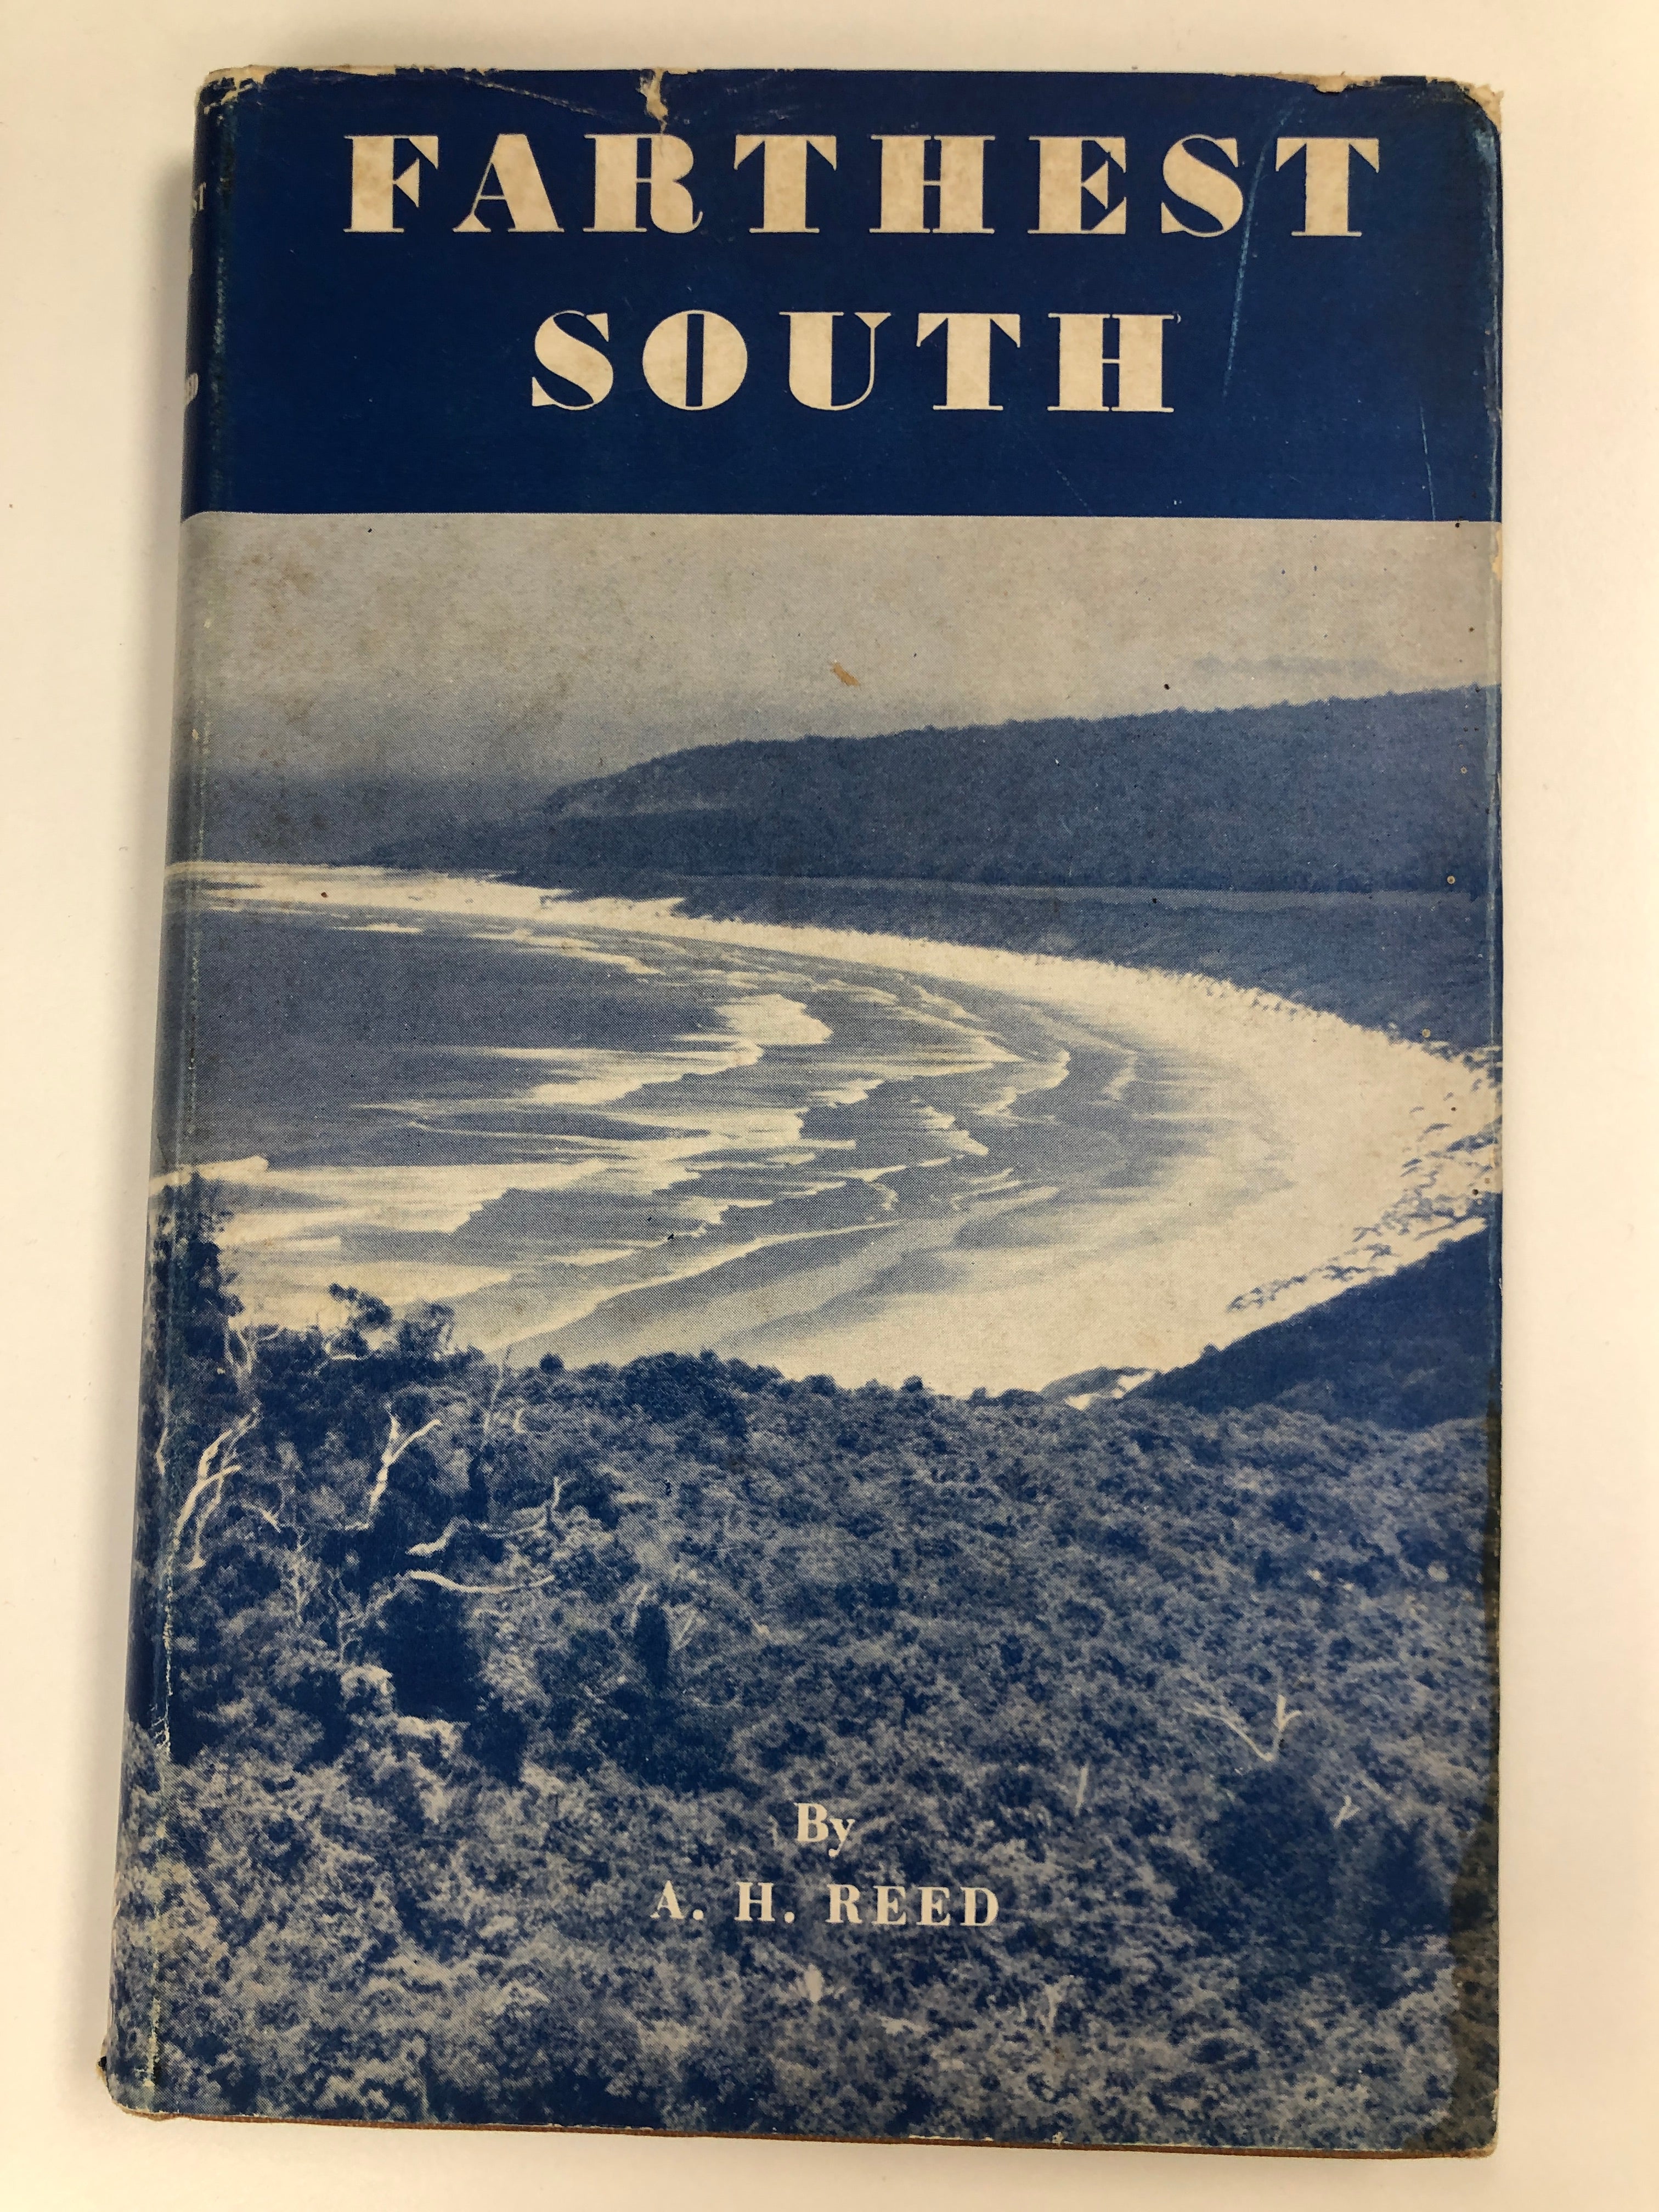 FARTHEST
SOUTH
By
A. H. REED